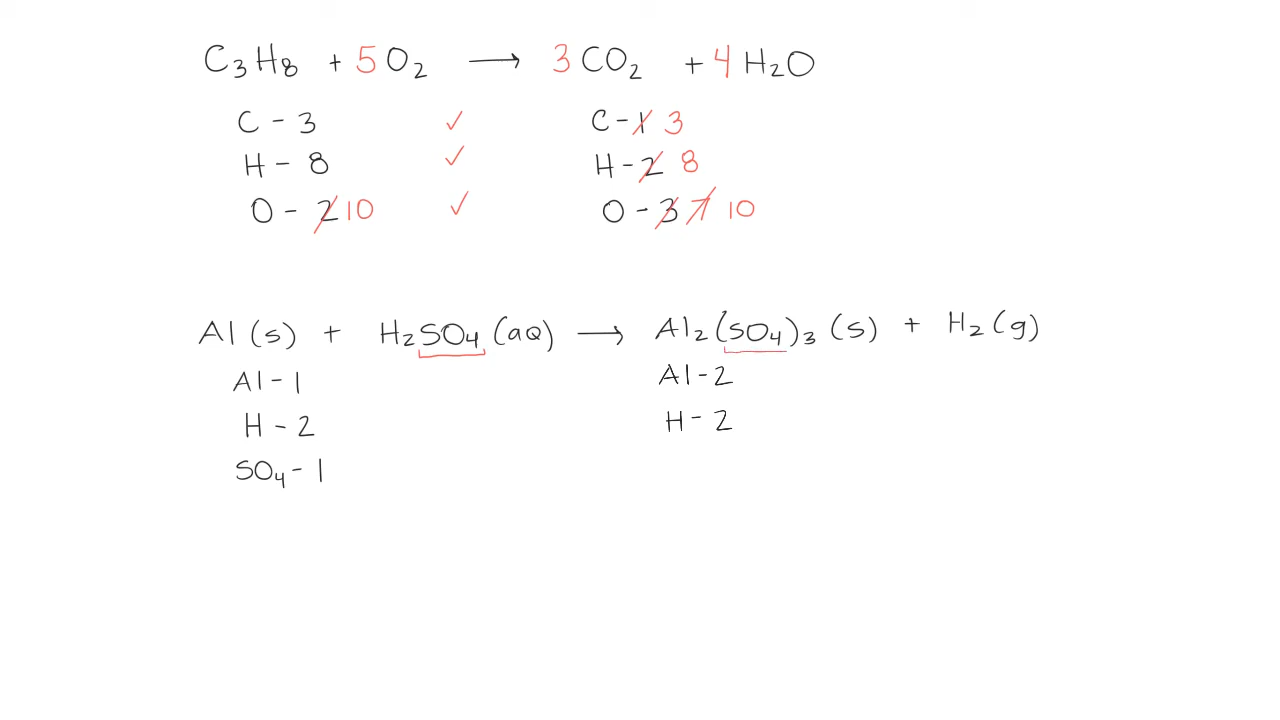 C₃H₈ + 5O₂ ⟶ 3CO₂ + 4H₂O
C - 3 ✓ C - 1 3
H - 8 ✓ H - 2 8
O - 2 10 ✓ O - 3 7 10
Al (s) + H₂SO₄ (aq) ⟶ Al₂(SO₄)₃ (s) + H₂ (g)
Al - 1 Al - 2
H - 2 H - 2
SO₄ - 1